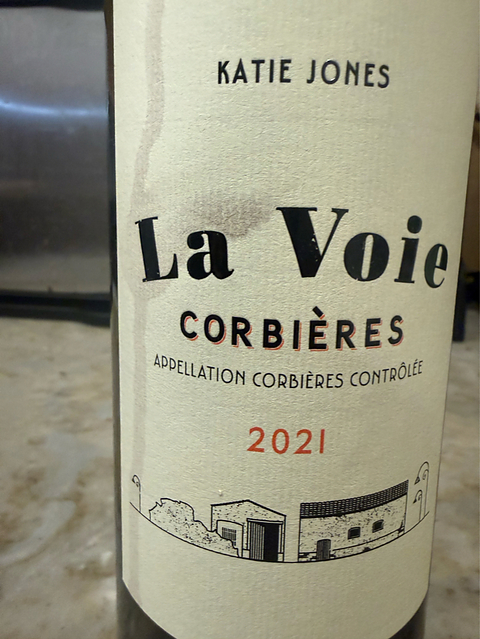 KATIE JONES
La Voie
CORBIÈRES
APPELLATION CORBIÈRES CONTRÔLÉE
2021